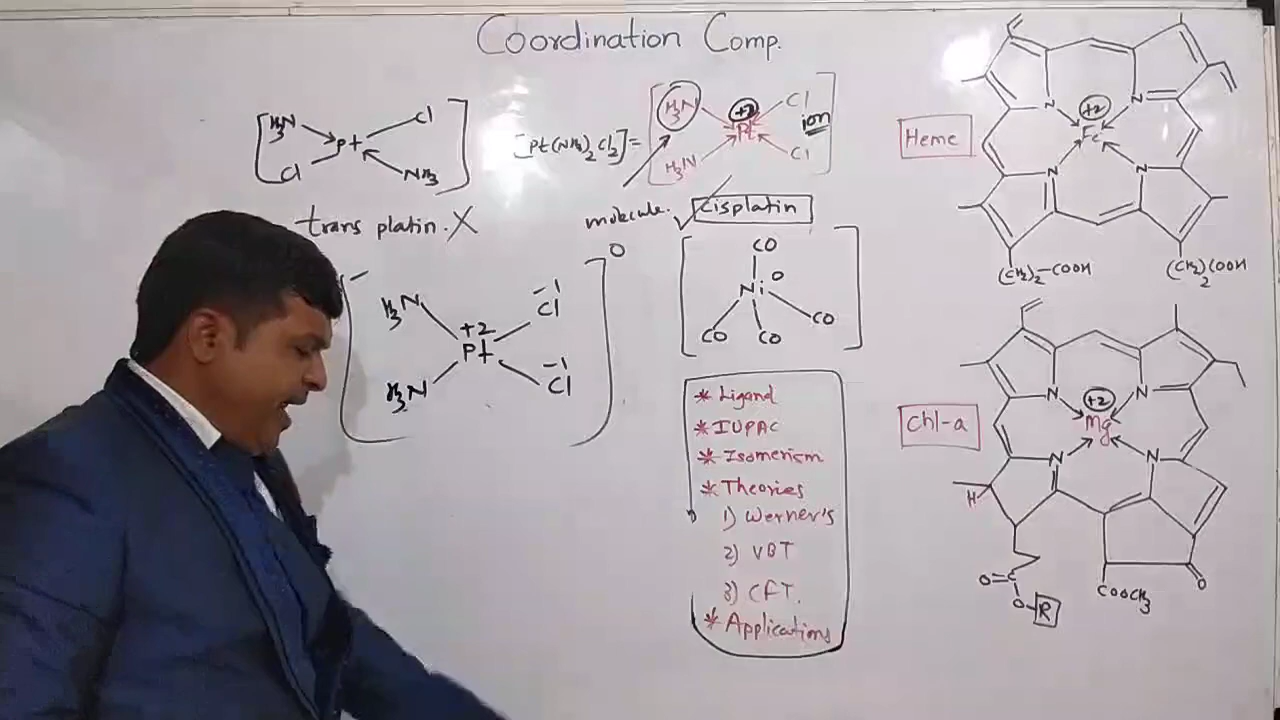 Coordination Comp.
H3N Cl
Pt
Cl NH3
trans platin. X
[Pt(NH3)2Cl2] =
H3N +2 Cl
Pt ion
H3N Cl
molecule. ✓ Cisplatin
0
H3N -1
Cl
+2
Pt
-1
H3N Cl
CO
Ni 0
CO CO CO
* Ligand
* IUPAC
* Isomerism
* Theories
1) Werner's
2) VBT
3) CFT.
* Applications
Heme
N N
+2
Fe
N N
(CH2)2-COOH (CH2)2COOH
Chl-a
N N
+2
Mg
N N
H
O=C O
O-R COOCH3